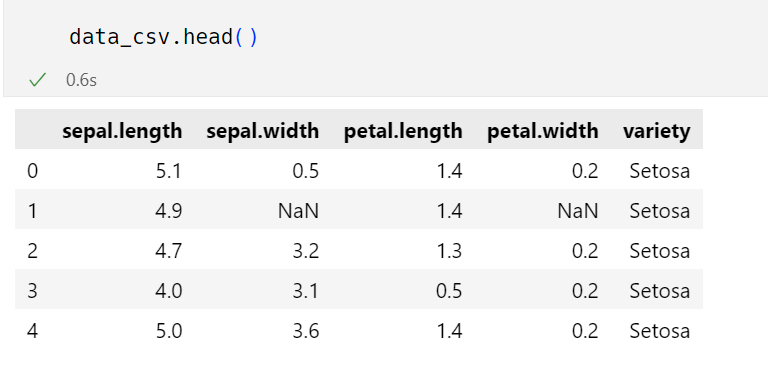 data_csv.head()
0.6s
sepal.length sepal.width petal.length petal.width variety
0 5.1 0.5 1.4 0.2 Setosa
1 4.9 NaN 1.4 NaN Setosa
2 4.7 3.2 1.3 0.2 Setosa
3 4.0 3.1 0.5 0.2 Setosa
4 5.0 3.6 1.4 0.2 Setosa